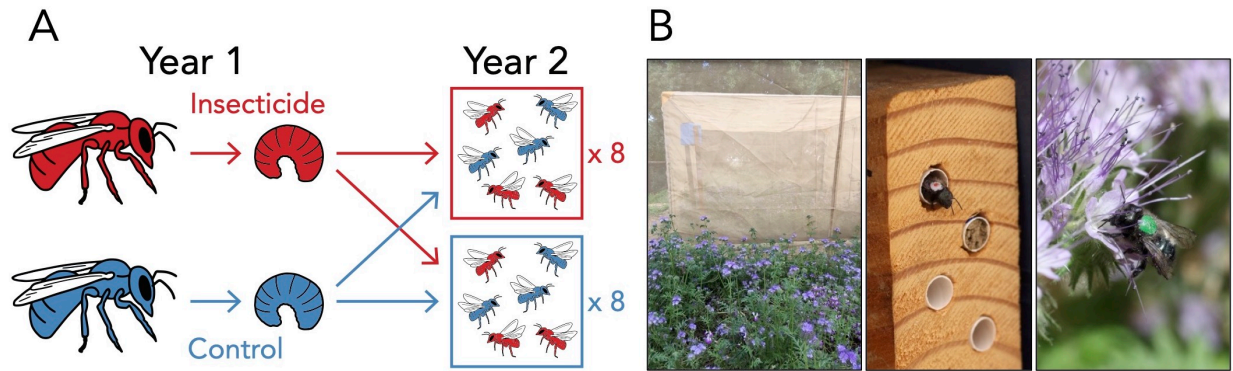 A
Year 1
Year 2
Insecticide
x 8
Control
x 8
B